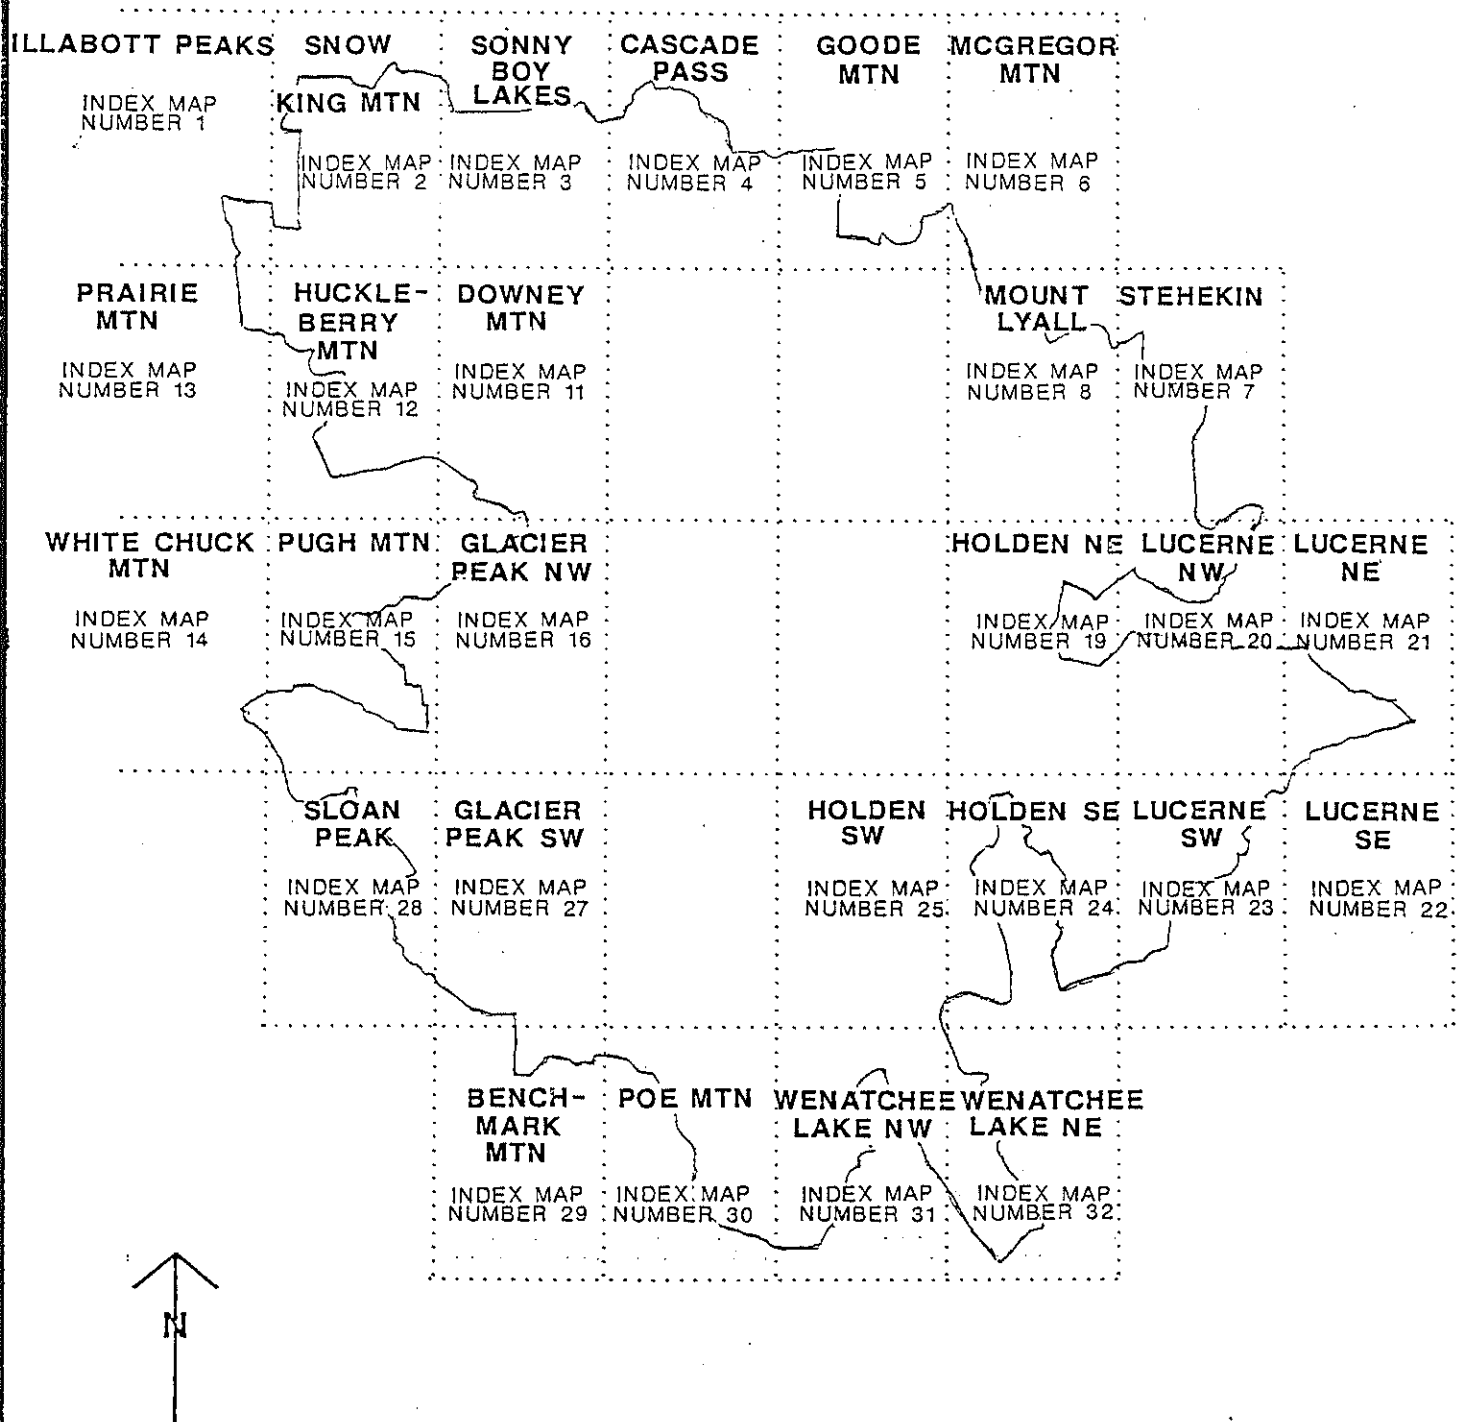 ILLABOTT PEAKS
INDEX MAP
NUMBER 1
SNOW
KING MTN
INDEX MAP
NUMBER 2
SONNY
BOY
LAKES
INDEX MAP
NUMBER 3
CASCADE
PASS
INDEX MAP
NUMBER 4
GOODE
MTN
INDEX MAP
NUMBER 5
MCGREGOR
MTN
INDEX MAP
NUMBER 6
PRAIRIE
MTN
INDEX MAP
NUMBER 13
HUCKLE-
BERRY
MTN
INDEX MAP
NUMBER 12
DOWNEY
MTN
INDEX MAP
NUMBER 11
MOUNT
LYALL
INDEX MAP
NUMBER 8
STEHEKIN
INDEX MAP
NUMBER 7
WHITE CHUCK
MTN
INDEX MAP
NUMBER 14
PUGH MTN
INDEX MAP
NUMBER 15
GLACIER
PEAK NW
INDEX MAP
NUMBER 16
HOLDEN NE
INDEX MAP
NUMBER 19
LUCERNE
NW
INDEX MAP
NUMBER 20
LUCERNE
NE
INDEX MAP
NUMBER 21
SLOAN
PEAK
INDEX MAP
NUMBER 28
GLACIER
PEAK SW
INDEX MAP
NUMBER 27
HOLDEN
SW
INDEX MAP
NUMBER 25
HOLDEN SE
INDEX MAP
NUMBER 24
LUCERNE
SW
INDEX MAP
NUMBER 23
LUCERNE
SE
INDEX MAP
NUMBER 22
BENCH-
MARK
MTN
INDEX MAP
NUMBER 29
POE MTN
INDEX MAP
NUMBER 30
WENATCHEE
LAKE NW
INDEX MAP
NUMBER 31
WENATCHEE
LAKE NE
INDEX MAP
NUMBER 32
N